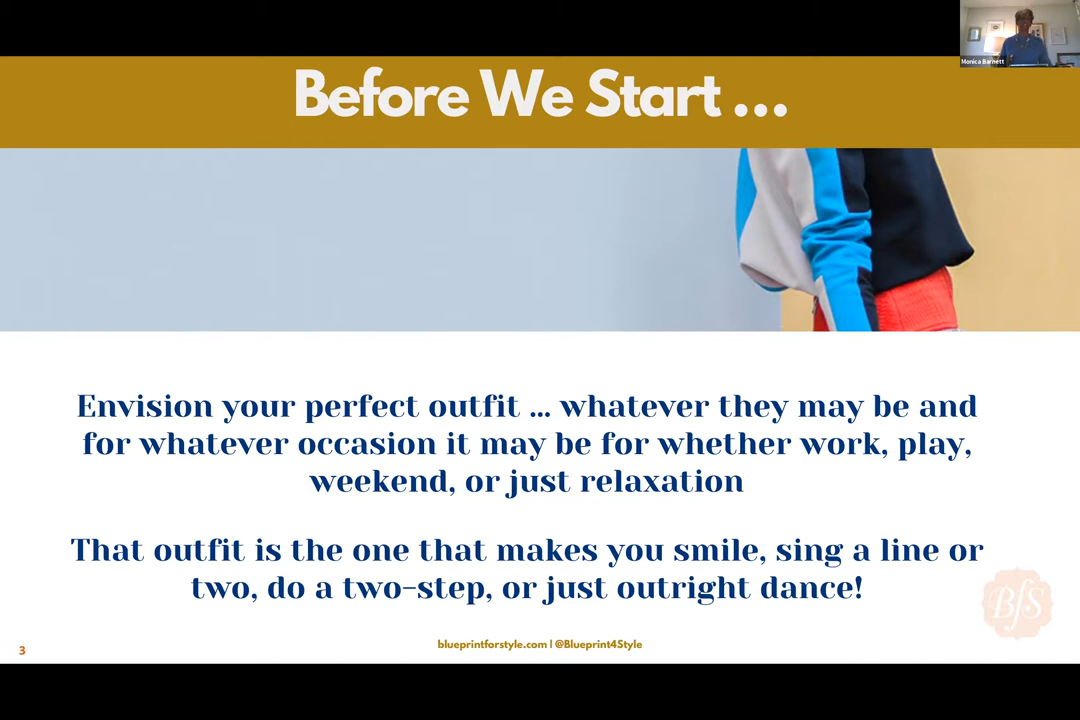 Monica Barnett
Before We Start ...
Envision your perfect outfit ... whatever they may be and
for whatever occasion it may be for whether work, play,
weekend, or just relaxation
That outfit is the one that makes you smile, sing a line or
two, do a two-step, or just outright dance!
BfS
blueprintforstyle.com | @Blueprint4Style
3